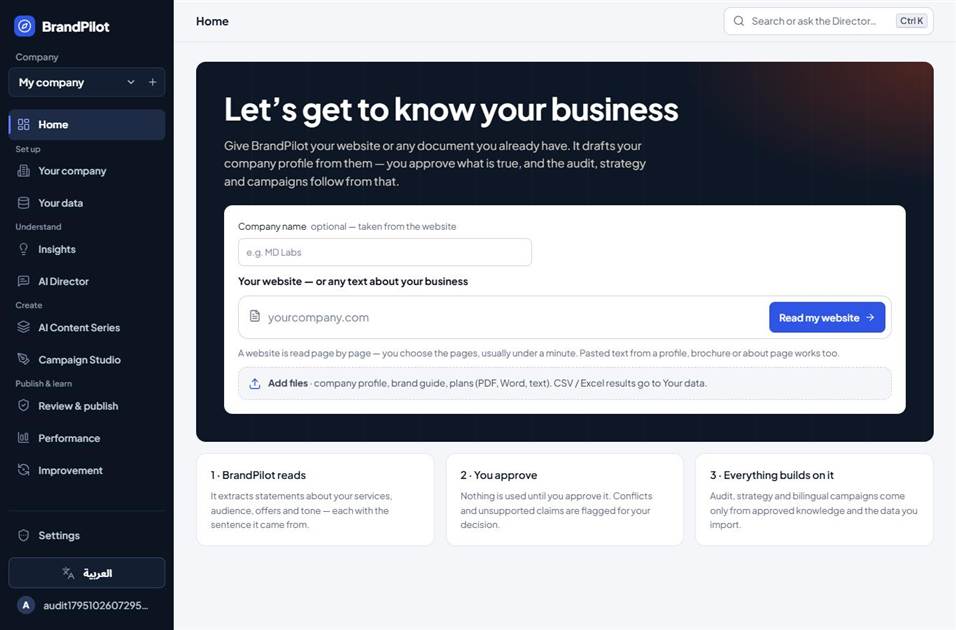 BrandPilot
Company
My company
Home
Set up
Your company
Your data
Understand
Insights
AI Director
Create
AI Content Series
Campaign Studio
Publish & learn
Review & publish
Performance
Improvement
Settings
العربية
A audit1795102607295...
Home
Search or ask the Director...
Ctrl K
Let's get to know your business
Give BrandPilot your website or any document you already have. It drafts your
company profile from them — you approve what is true, and the audit, strategy
and campaigns follow from that.
Company name optional — taken from the website
e.g. MD Labs
Your website — or any text about your business
yourcompany.com
Read my website →
A website is read page by page — you choose the pages, usually under a minute. Pasted text from a profile, brochure or about page works too.
Add files · company profile, brand guide, plans (PDF, Word, text). CSV / Excel results go to Your data.
1 · BrandPilot reads
It extracts statements about your services,
audience, offers and tone — each with the
sentence it came from.
2 · You approve
Nothing is used until you approve it. Conflicts
and unsupported claims are flagged for your
decision.
3 · Everything builds on it
Audit, strategy and bilingual campaigns come
only from approved knowledge and the data you
import.